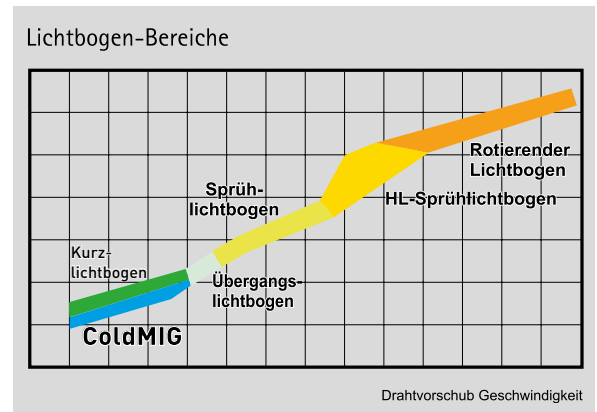 Lichtbogen-Bereiche
Rotierender
Lichtbogen
Sprüh-
lichtbogen
HL-Sprühlichtbogen
Kurz-
lichtbogen
Übergangs-
lichtbogen
ColdMIG
Drahtvorschub Geschwindigkeit